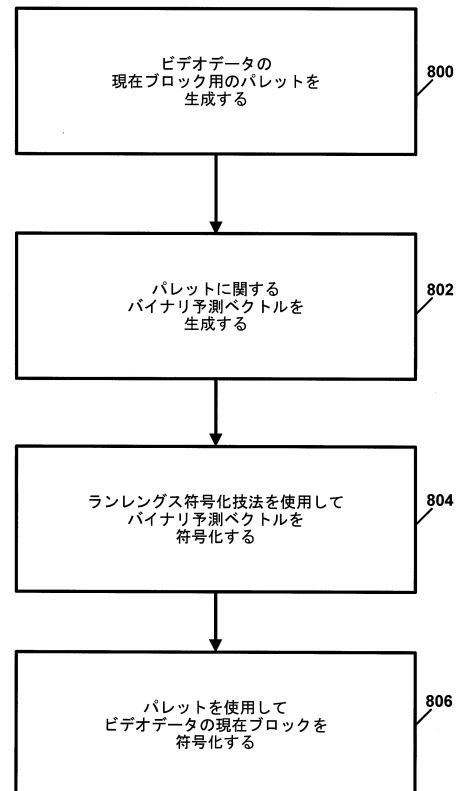 ビデオデータの
現在ブロック用のパレットを
生成する
800
パレットに関する
バイナリ予測ベクトルを
生成する
802
ランレングス符号化技法を使用して
バイナリ予測ベクトルを
符号化する
804
パレットを使用して
ビデオデータの現在ブロックを
符号化する
806